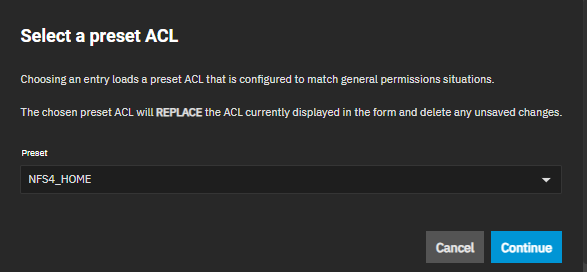 Select a preset ACL
Choosing an entry loads a preset ACL that is configured to match general permissions situations.
The chosen preset ACL will REPLACE the ACL currently displayed in the form and delete any unsaved changes.
Preset
NFS4_HOME
Cancel
Continue